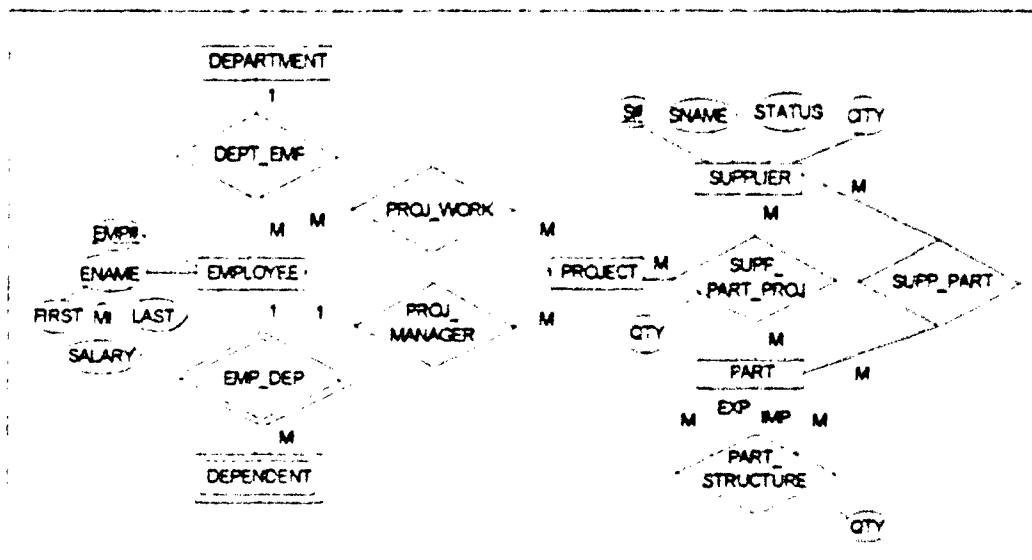 DEPARTMENT
1
DEPT_EMP
M
EMP#
ENAME
EMPLOYEE
FIRST MI LAST
SALARY
1
1
EMP_DEP
M
DEPENDENT
M
PROJ_WORK
M
PROJECT
PROJ_
MANAGER
M
S# SNAME STATUS CITY
SUPPLIER
M
M
M
SUPP_
PART_PROJ
SUPP_PART
QTY
M
PART
M
EXP IMP
M
M
PART_
STRUCTURE
QTY